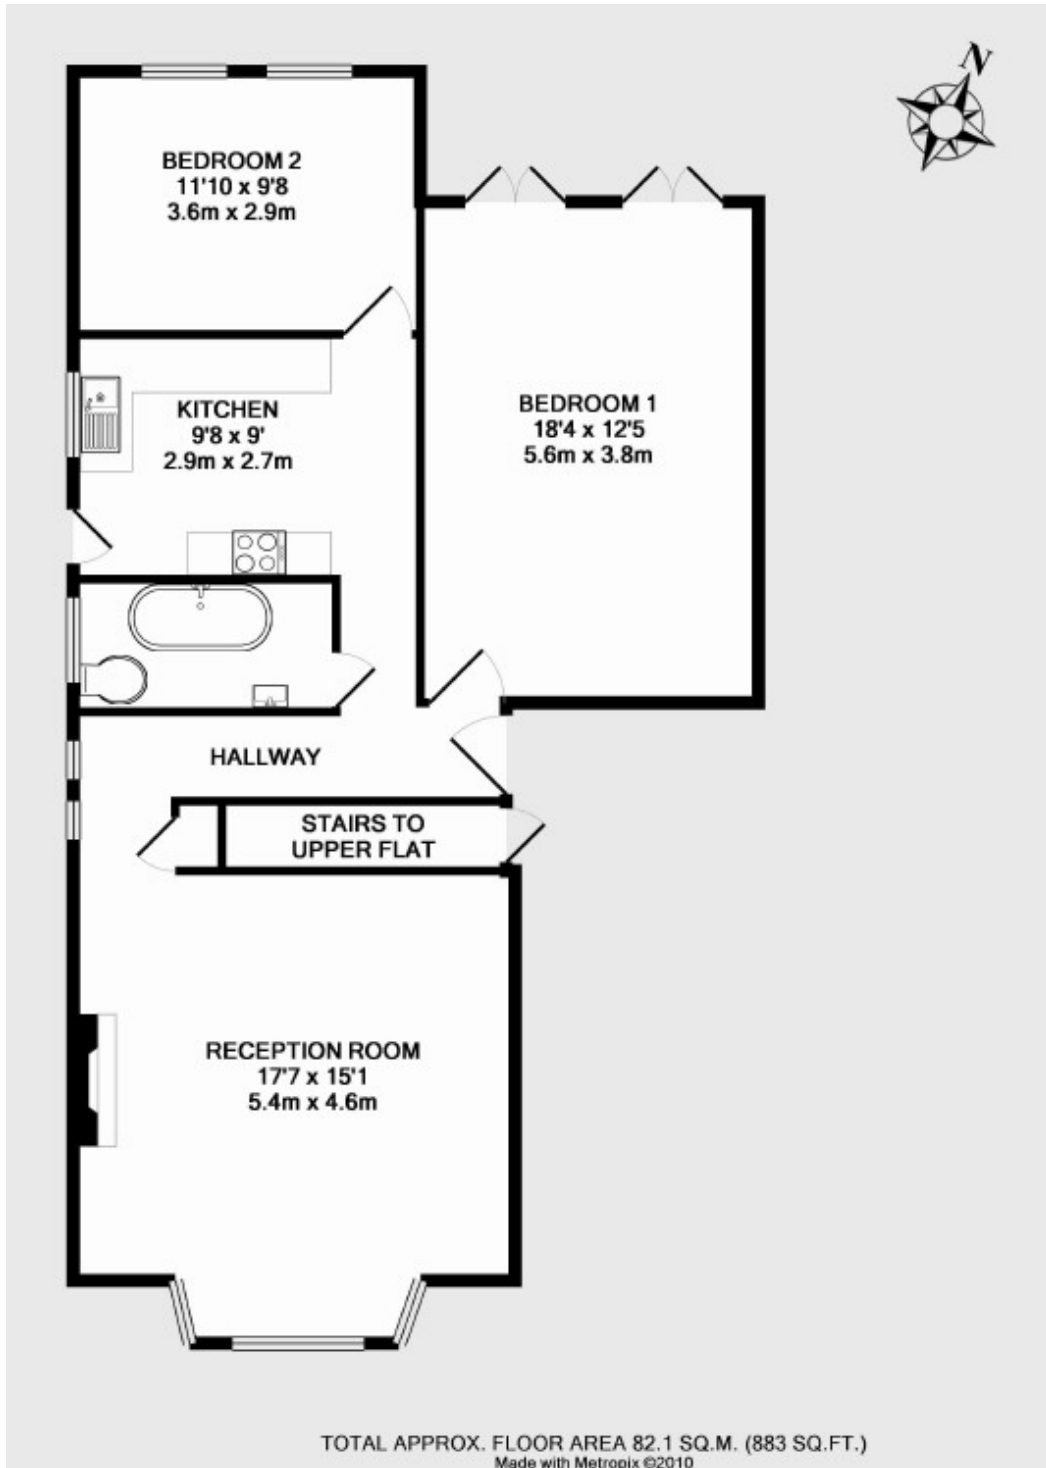 N
BEDROOM 2
11'10 x 9'8
3.6m x 2.9m
BEDROOM 1
18'4 x 12'5
5.6m x 3.8m
KITCHEN
9'8 x 9'
2.9m x 2.7m
HALLWAY
STAIRS TO
UPPER FLAT
RECEPTION ROOM
17'7 x 15'1
5.4m x 4.6m
TOTAL APPROX. FLOOR AREA 82.1 SQ.M. (883 SQ.FT.)
Made with Metropix ©2010